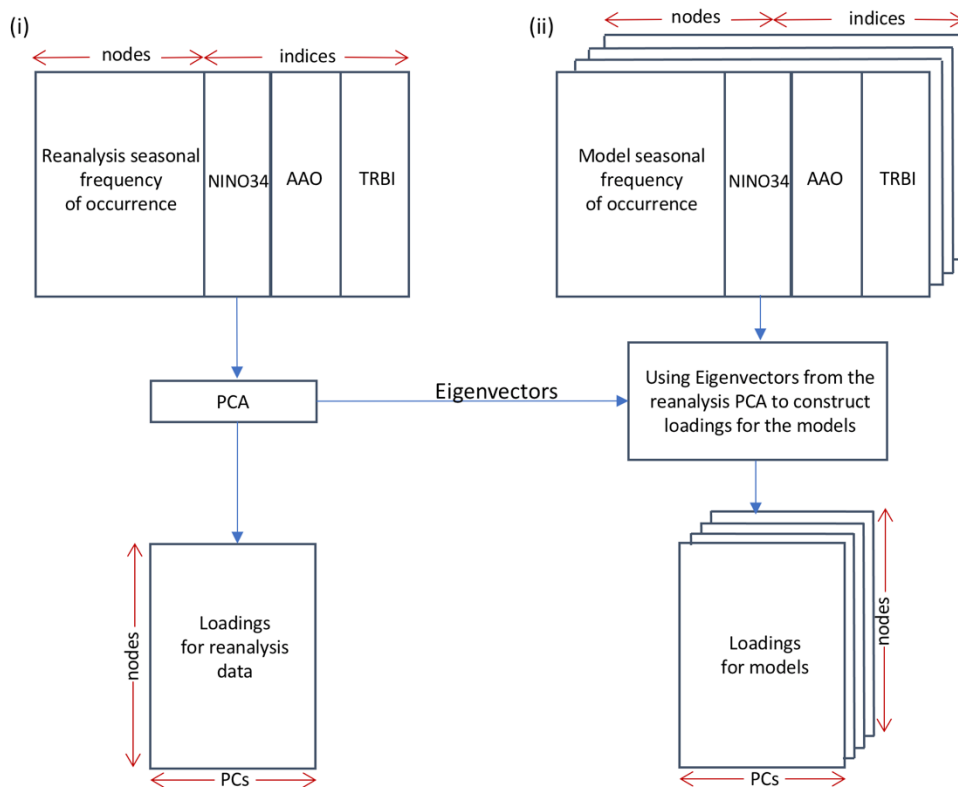 (i)
nodes
indices
Reanalysis seasonal
frequency
of occurrence
NINO34
AAO
TRBI
PCA
Eigenvectors
nodes
Loadings
for reanalysis
data
PCs
(ii)
nodes
indices
Model seasonal
frequency
of occurrence
NINO34
AAO
TRBI
Using Eigenvectors from the
reanalysis PCA to construct
loadings for the models
Loadings
for models
nodes
PCs